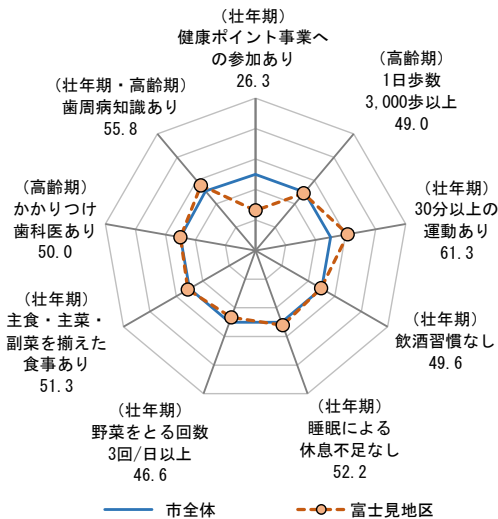 （壮年期）
健康ポイント事業へ
の参加あり
26.3
（高齢期）
1日歩数
3,000歩以上
49.0
（壮年期）
30分以上の
運動あり
61.3
（壮年期）
飲酒習慣なし
49.6
（壮年期）
睡眠による
休息不足なし
52.2
（壮年期）
野菜をとる回数
3回/日以上
46.6
（壮年期）
主食・主菜・
副菜を揃えた
食事あり
51.3
（高齢期）
かかりつけ
歯科医あり
50.0
（壮年期・高齢期）
歯周病知識あり
55.8
市全体
富士見地区